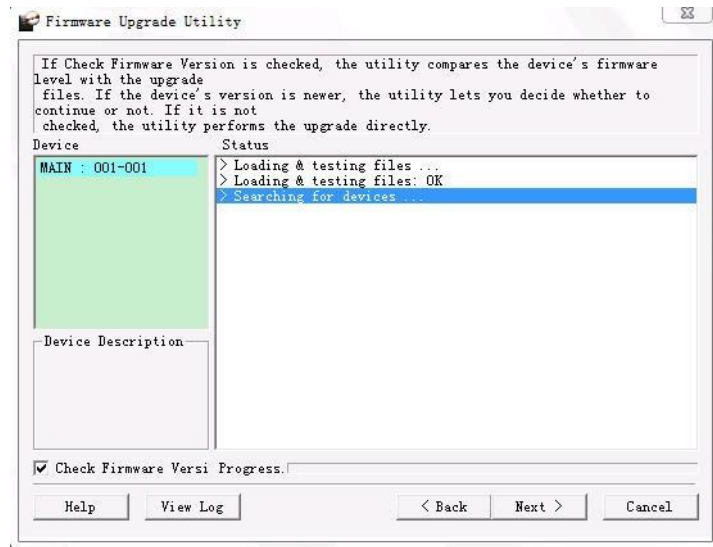 Firmware Upgrade Utility
If Check Firmware Version is checked, the utility compares the device's firmware
level with the upgrade
files. If the device's version is newer, the utility lets you decide whether to
continue or not. If it is not
checked, the utility performs the upgrade directly.
Device Status
MAIN : 001-001
> Loading & testing files ...
> Loading & testing files: OK
> Searching for devices ...
Device Description
Check Firmware Versi Progress.
Help View Log < Back Next > Cancel